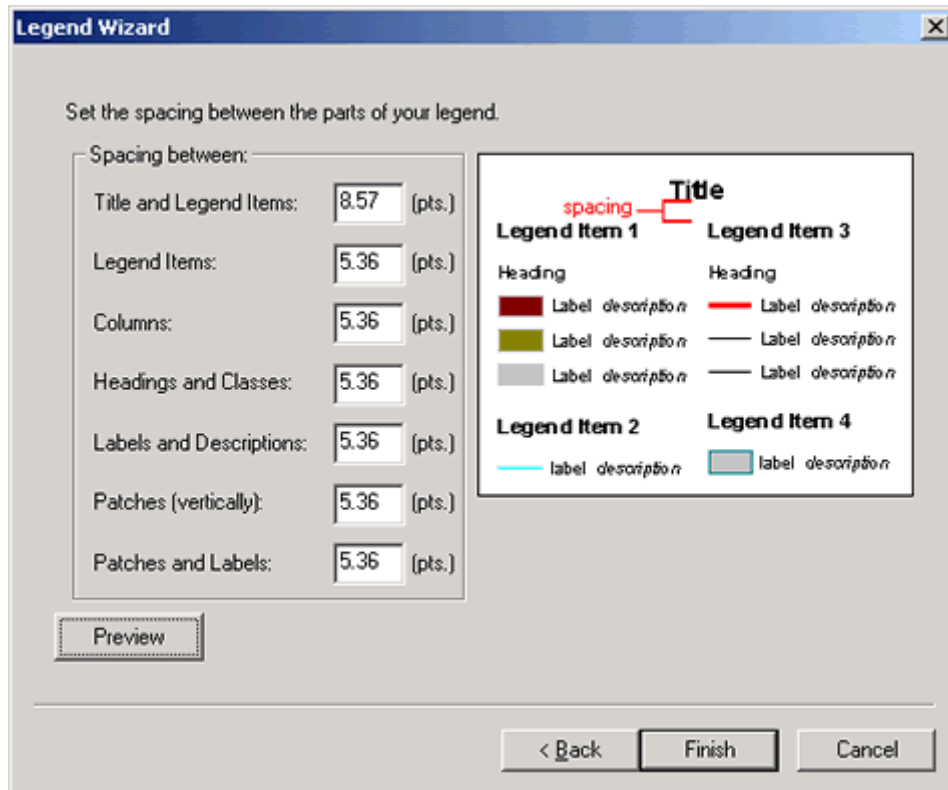 Legend Wizard
Set the spacing between the parts of your legend.
Spacing between:
Title and Legend Items: 8.57 (pts.)
Legend Items: 5.36 (pts.)
Columns: 5.36 (pts.)
Headings and Classes: 5.36 (pts.)
Labels and Descriptions: 5.36 (pts.)
Patches (vertically): 5.36 (pts.)
Patches and Labels: 5.36 (pts.)
Title
spacing
Legend Item 1
Heading
Label description
Label description
Label description
Legend Item 2
label description
Legend Item 3
Heading
Label description
Label description
Label description
Legend Item 4
label description
Preview
< Back
Finish
Cancel